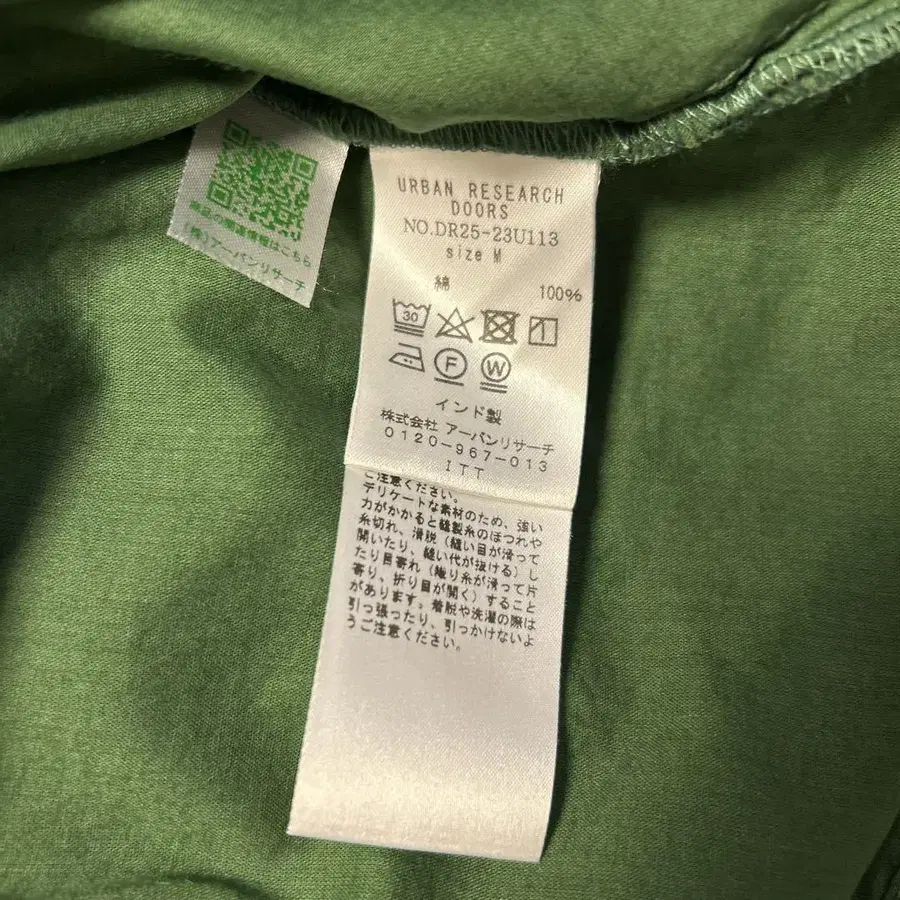 商品の関連情報はこちら
(株)アーバンリサーチ
URBAN RESEARCH
DOORS
NO.DR25-23U113
size M
綿 100%
30
F W
インド製
株式会社 アーバンリサーチ
0120-967-013
ITT
ご注意ください。
デリケートな素材のため、強い
力がかかると縫製糸のほつれや
糸切れ、滑脱（縫い目が滑って
開いたり、縫い代が抜ける）し
たり目寄れ（織り糸が滑って片
寄り、折り目が開く）すること
があります。着脱や洗濯の際は
引っ張ったり、引っかけないよ
うご注意ください。